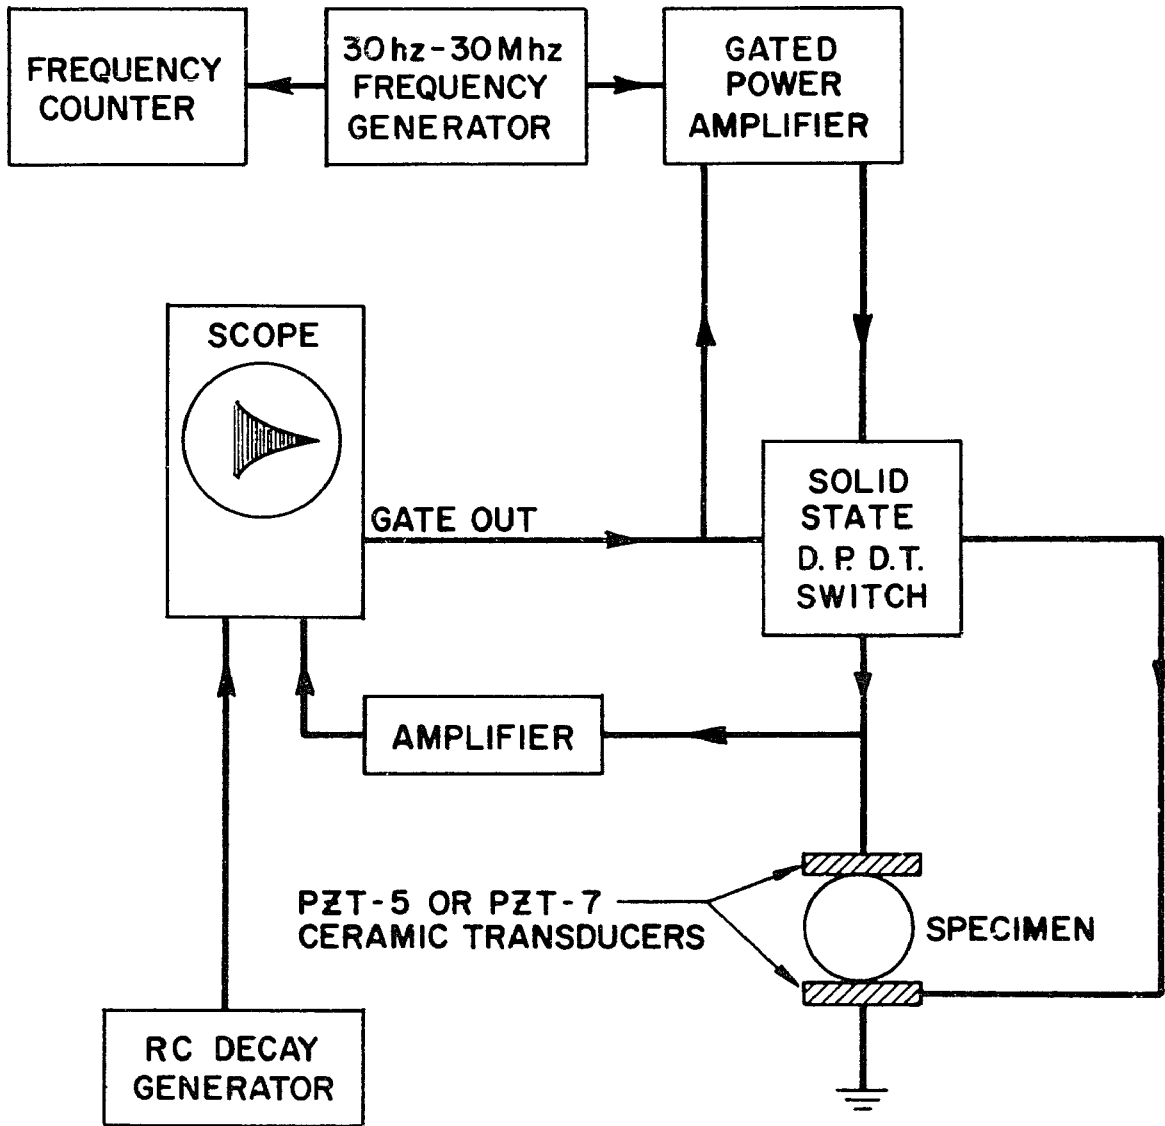 FREQUENCY
COUNTER
30hz-30Mhz
FREQUENCY
GENERATOR
GATED
POWER
AMPLIFIER
SCOPE
GATE OUT
SOLID
STATE
D.P.D.T.
SWITCH
AMPLIFIER
PZT-5 OR PZT-7
CERAMIC TRANSDUCERS
SPECIMEN
RC DECAY
GENERATOR